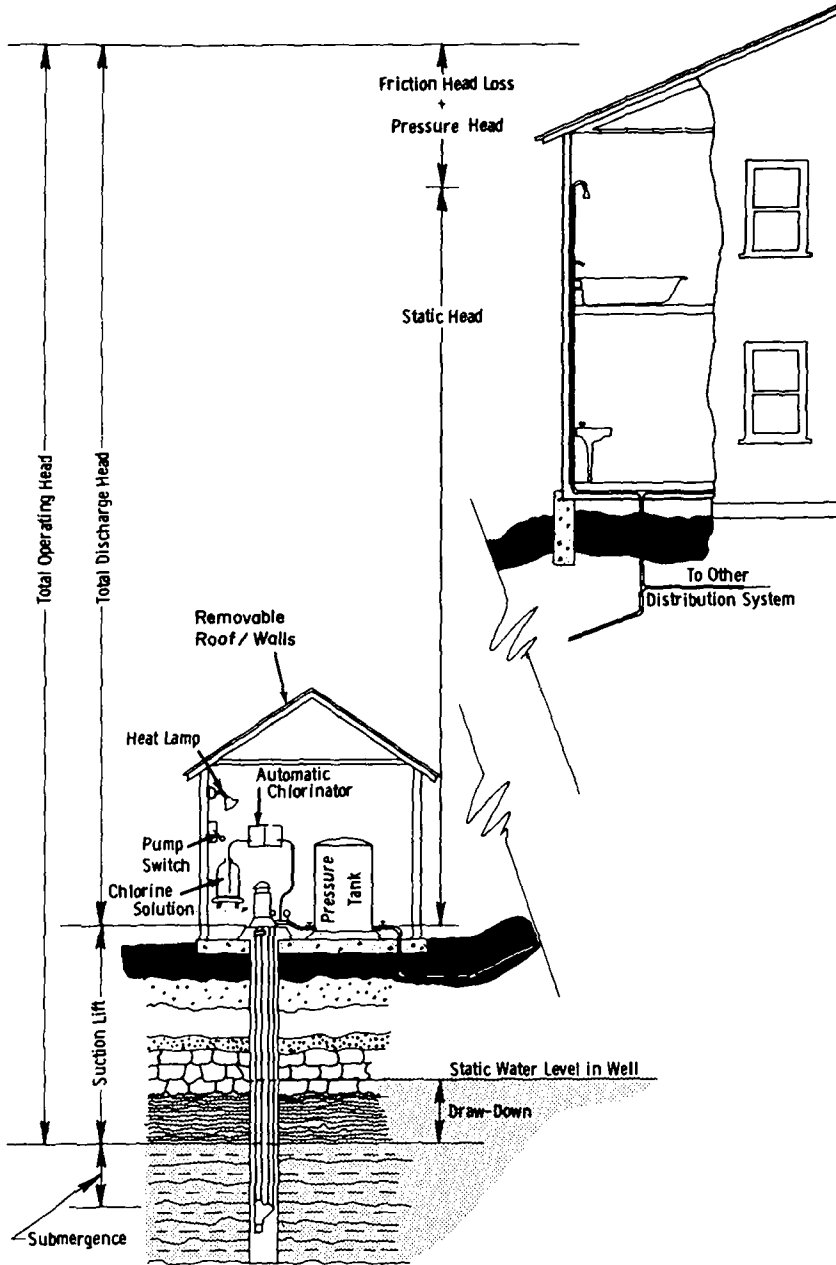 Friction Head Loss
+
Pressure Head
Static Head
Total Operating Head
Total Discharge Head
To Other
Distribution System
Removable
Roof / Walls
Heat Lamp
Automatic
Chlorinator
Pump
Switch
Chlorine
Solution
Pressure
Tank
Suction Lift
Static Water Level in Well
Draw-Down
Submergence